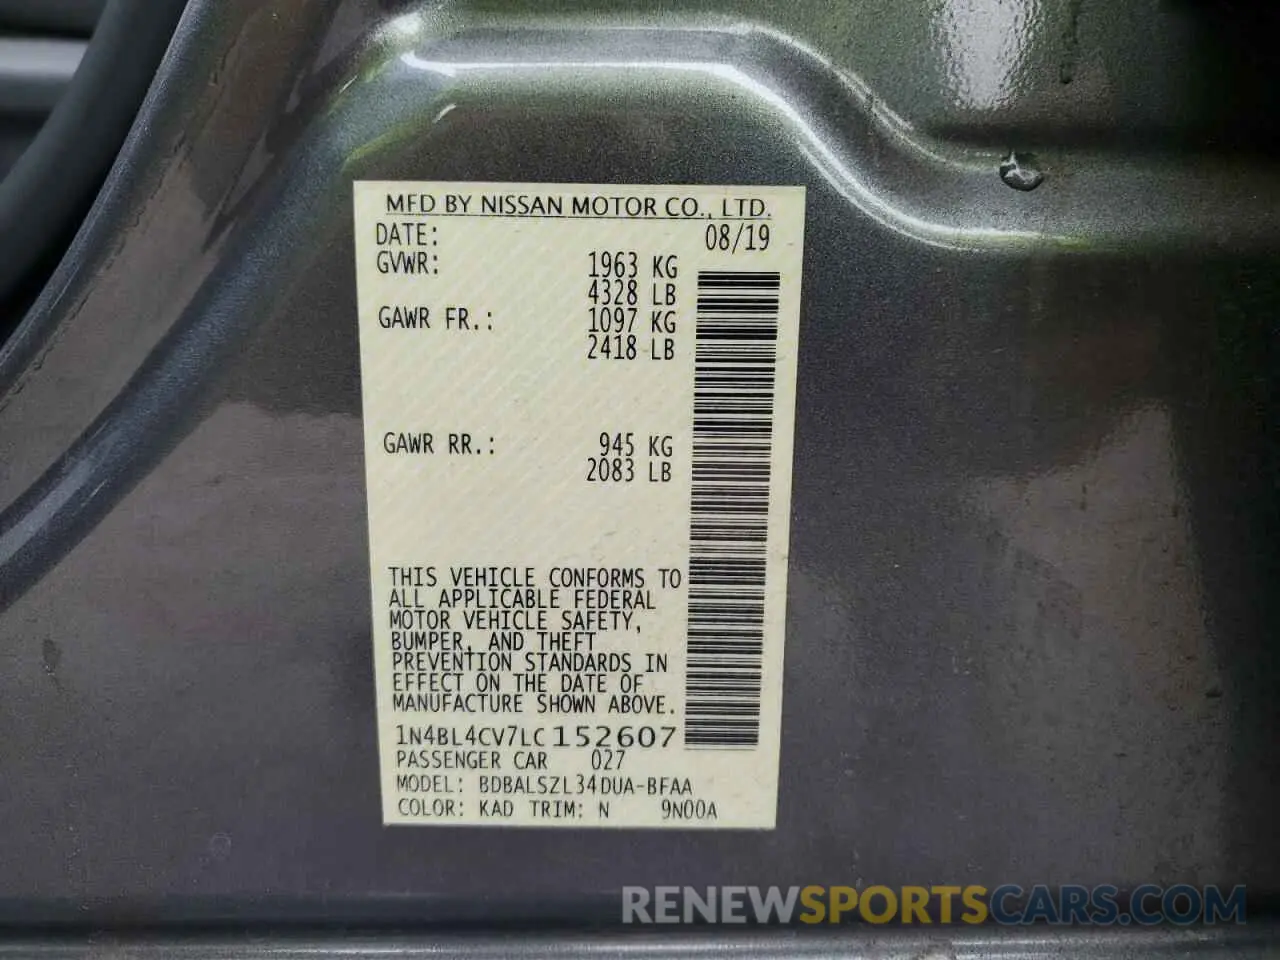 MFD BY NISSAN MOTOR CO., LTD.
DATE: 08/19
GVWR: 1963 KG
4328 LB
GAWR FR.: 1097 KG
2418 LB
GAWR RR.: 945 KG
2083 LB
THIS VEHICLE CONFORMS TO
ALL APPLICABLE FEDERAL
MOTOR VEHICLE SAFETY,
BUMPER, AND THEFT
PREVENTION STANDARDS IN
EFFECT ON THE DATE OF
MANUFACTURE SHOWN ABOVE.
1N4BL4CV7LC152607
PASSENGER CAR 027
MODEL: BDBALSZL34DUA-BFAA
COLOR: KAD TRIM: N 9N00A
RENEWSPORTSCARS.COM